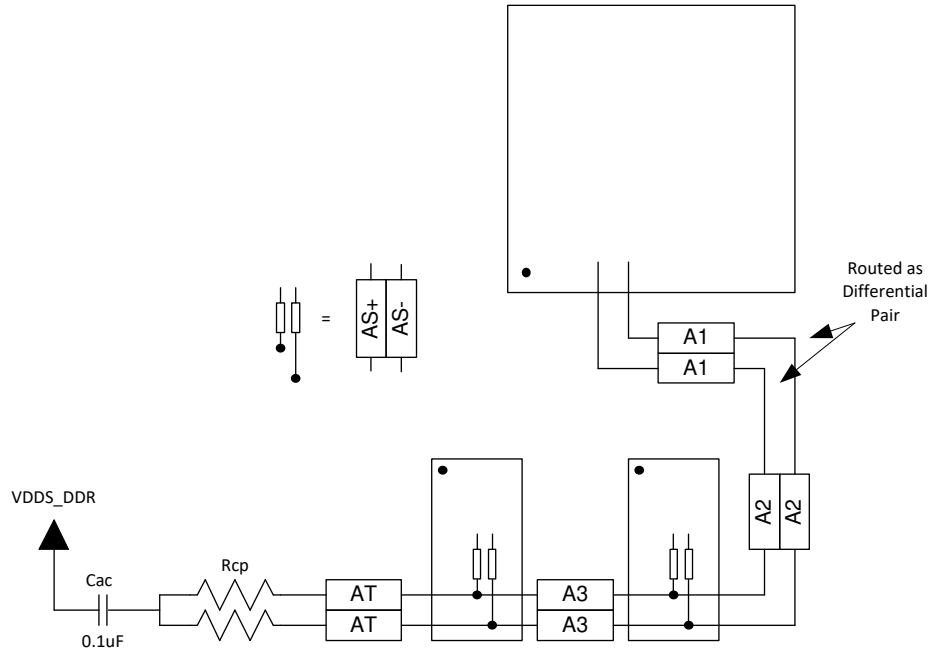 Routed as
Differential
Pair
A1
A1
=
AS+
AS-
A2
A2
VDDS_DDR
Cac
0.1uF
Rcp
AT
AT
A3
A3